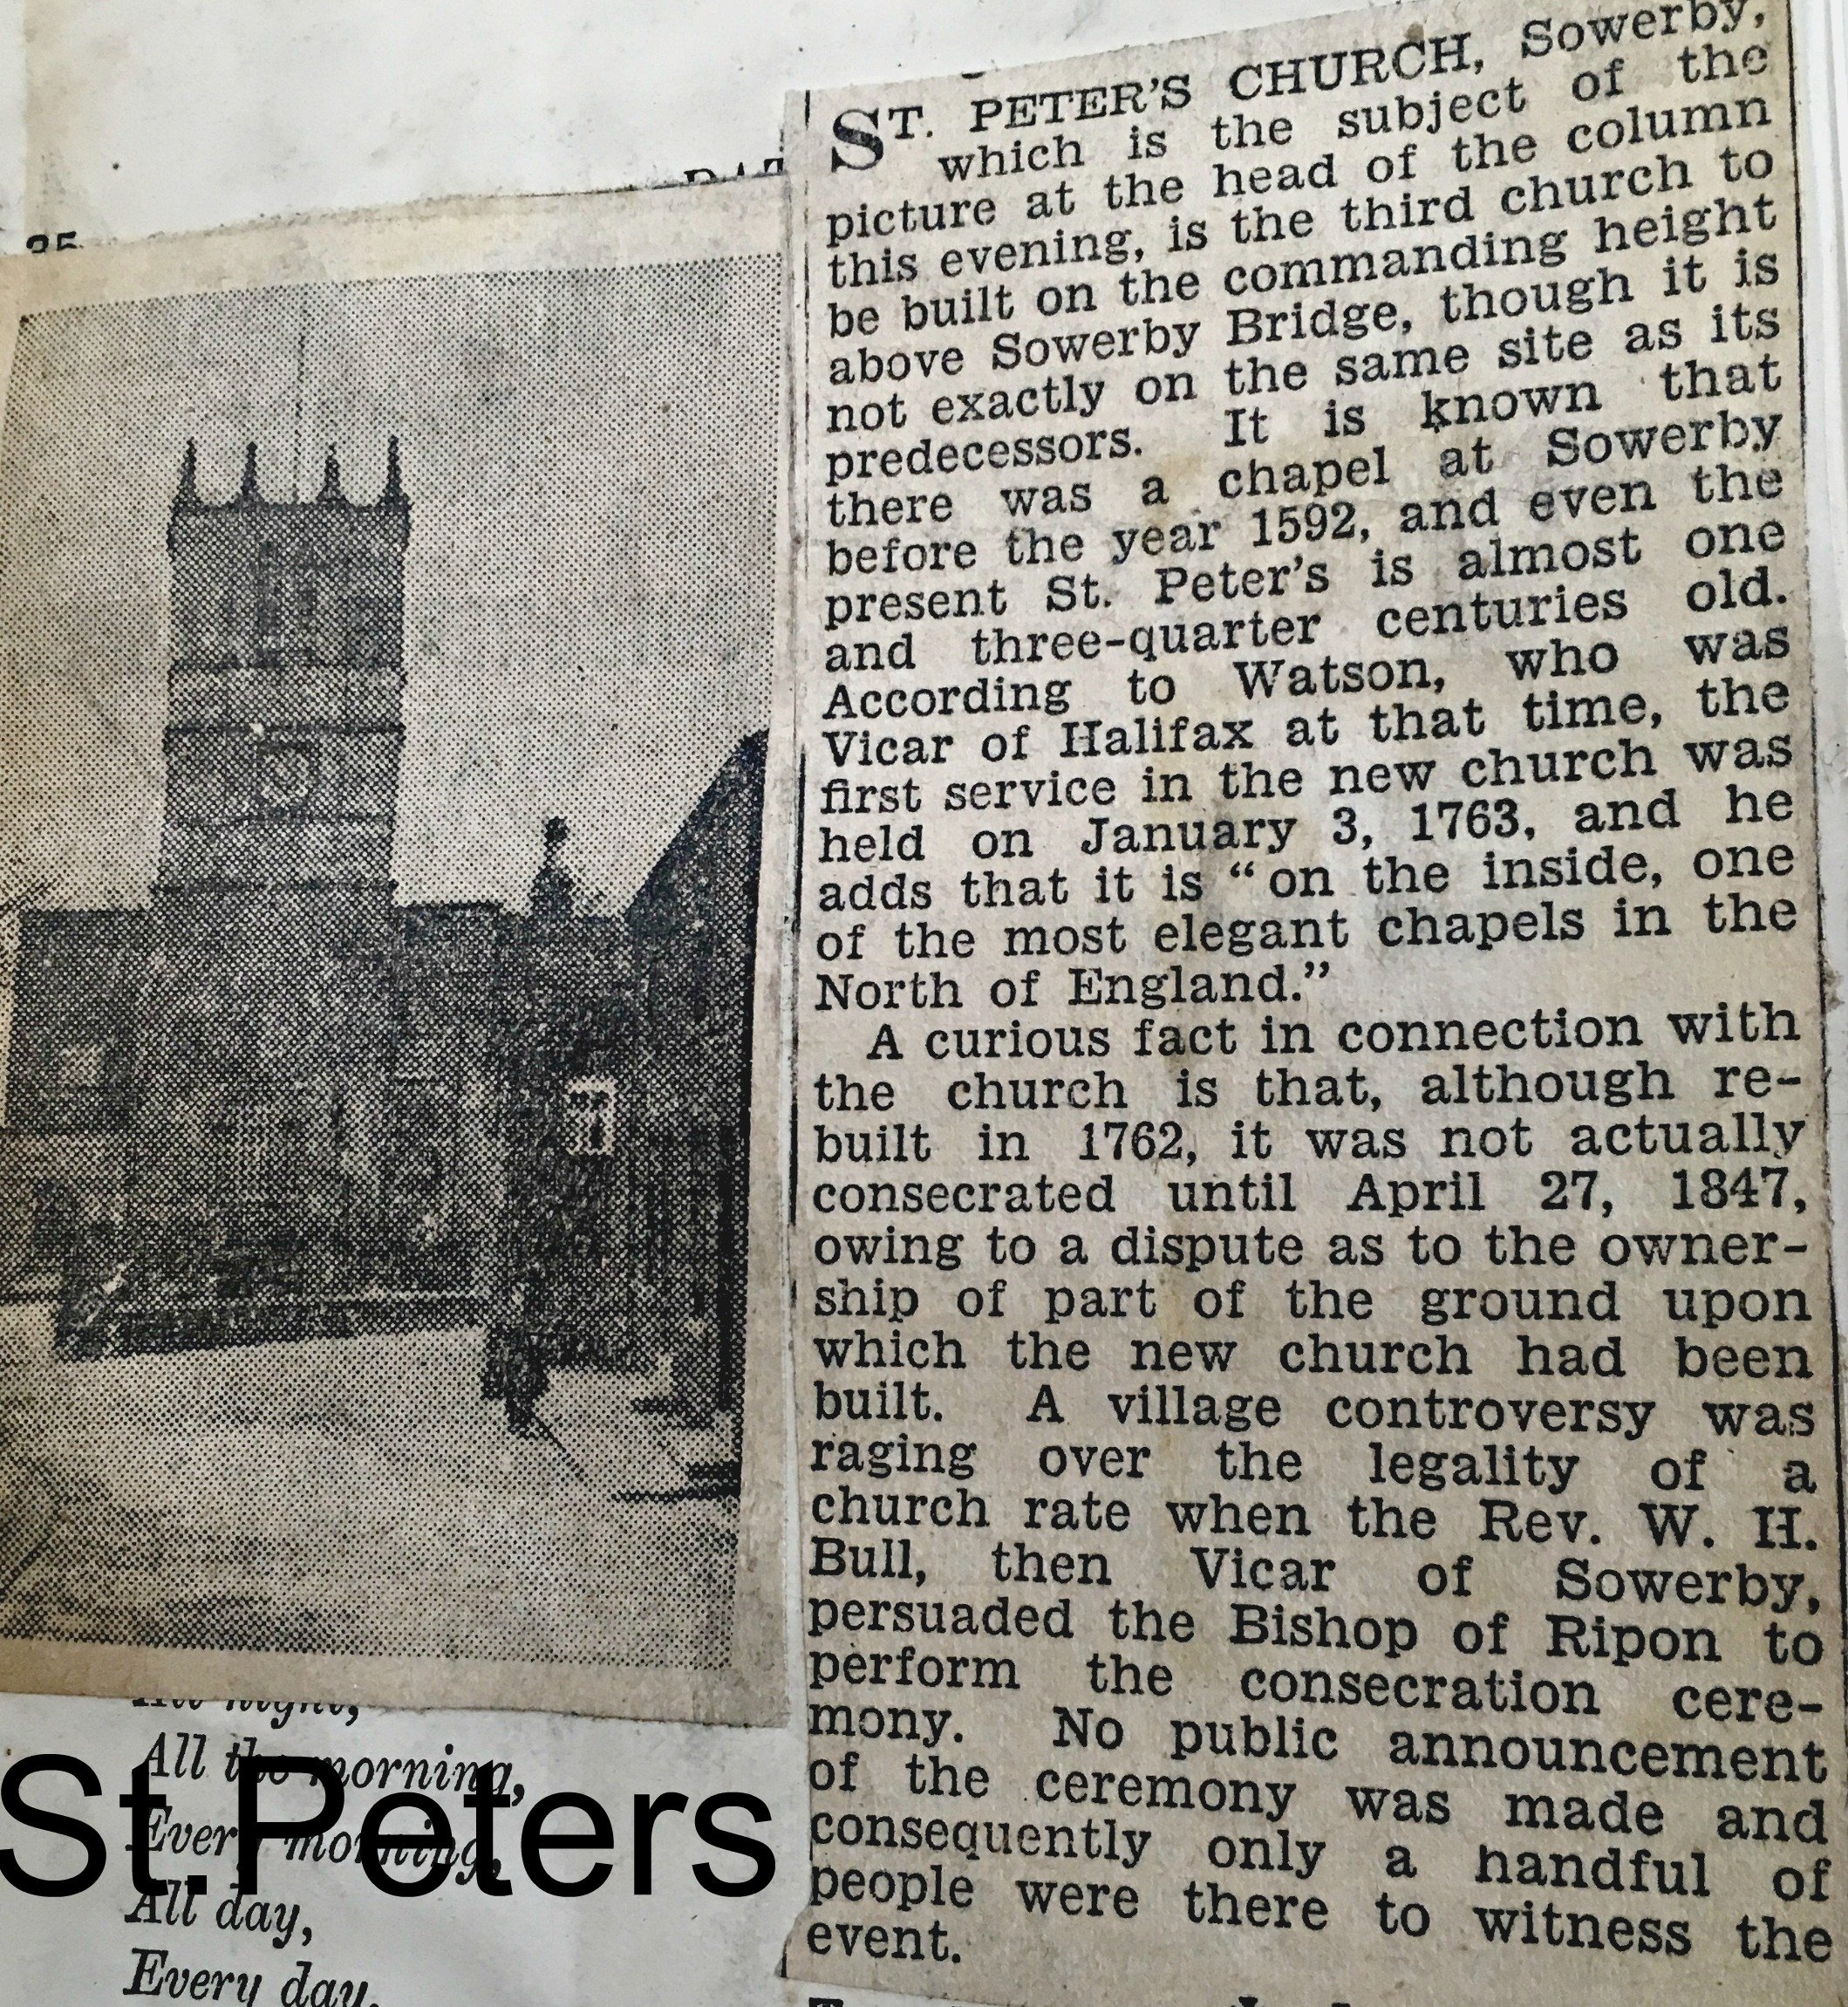 ST. PETER'S CHURCH, Sowerby,
which is the subject of the
picture at the head of the column
this evening, is the third church to
be built on the commanding height
above Sowerby Bridge, though it is
not exactly on the same site as its
predecessors. It is known that
there was a chapel at Sowerby
before the year 1592, and even the
present St. Peter's is almost one
and three-quarter centuries old.
According to Watson, who was
Vicar of Halifax at that time, the
first service in the new church was
held on January 3, 1763, and he
adds that it is “on the inside, one
of the most elegant chapels in the
North of England.”
A curious fact in connection with
the church is that, although re-
built in 1762, it was not actually
consecrated until April 27, 1847,
owing to a dispute as to the owner-
ship of part of the ground upon
which the new church had been
built. A village controversy was
raging over the legality of a
church rate when the Rev. W. H.
Bull, then Vicar of Sowerby,
persuaded the Bishop of Ripon to
perform the consecration cere-
mony. No public announcement
of the ceremony was made and
consequently only a handful of
people were there to witness the
event.
All night,
All the morning,
Every morning,
All day,
Every day,
St.Peters